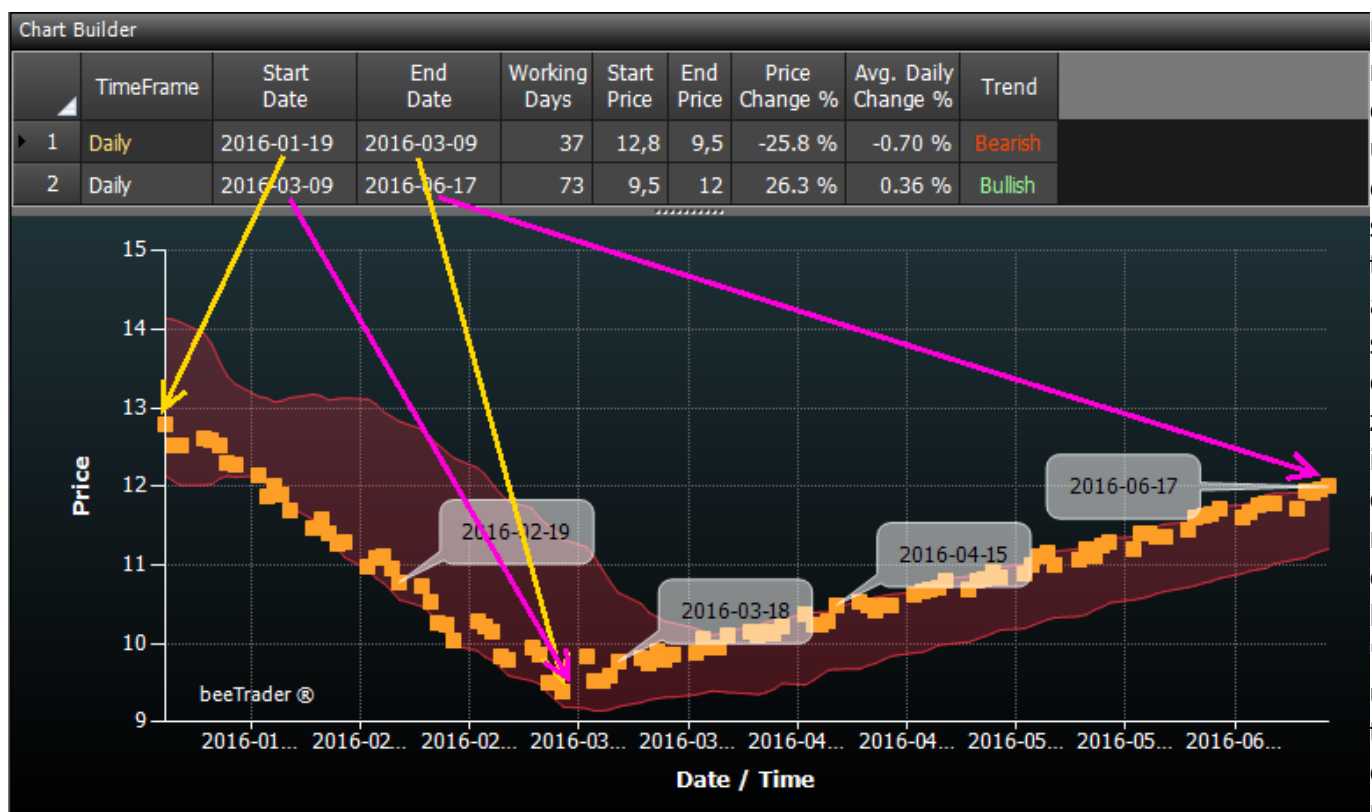 Chart Builder
TimeFrame Start Date End Date Working Days Start Price End Price Price Change % Avg. Daily Change % Trend
1 Daily 2016-01-19 2016-03-09 37 12,8 9,5 -25.8 % -0.70 % Bearish
2 Daily 2016-03-09 2016-06-17 73 9,5 12 26.3 % 0.36 % Bullish
15
14
13
12
11
10
9
Price
2016-06-17
2016-02-19
2016-04-15
2016-03-18
beeTrader ®
2016-01... 2016-02... 2016-02... 2016-03... 2016-03... 2016-04... 2016-04... 2016-05... 2016-05... 2016-06...
Date / Time